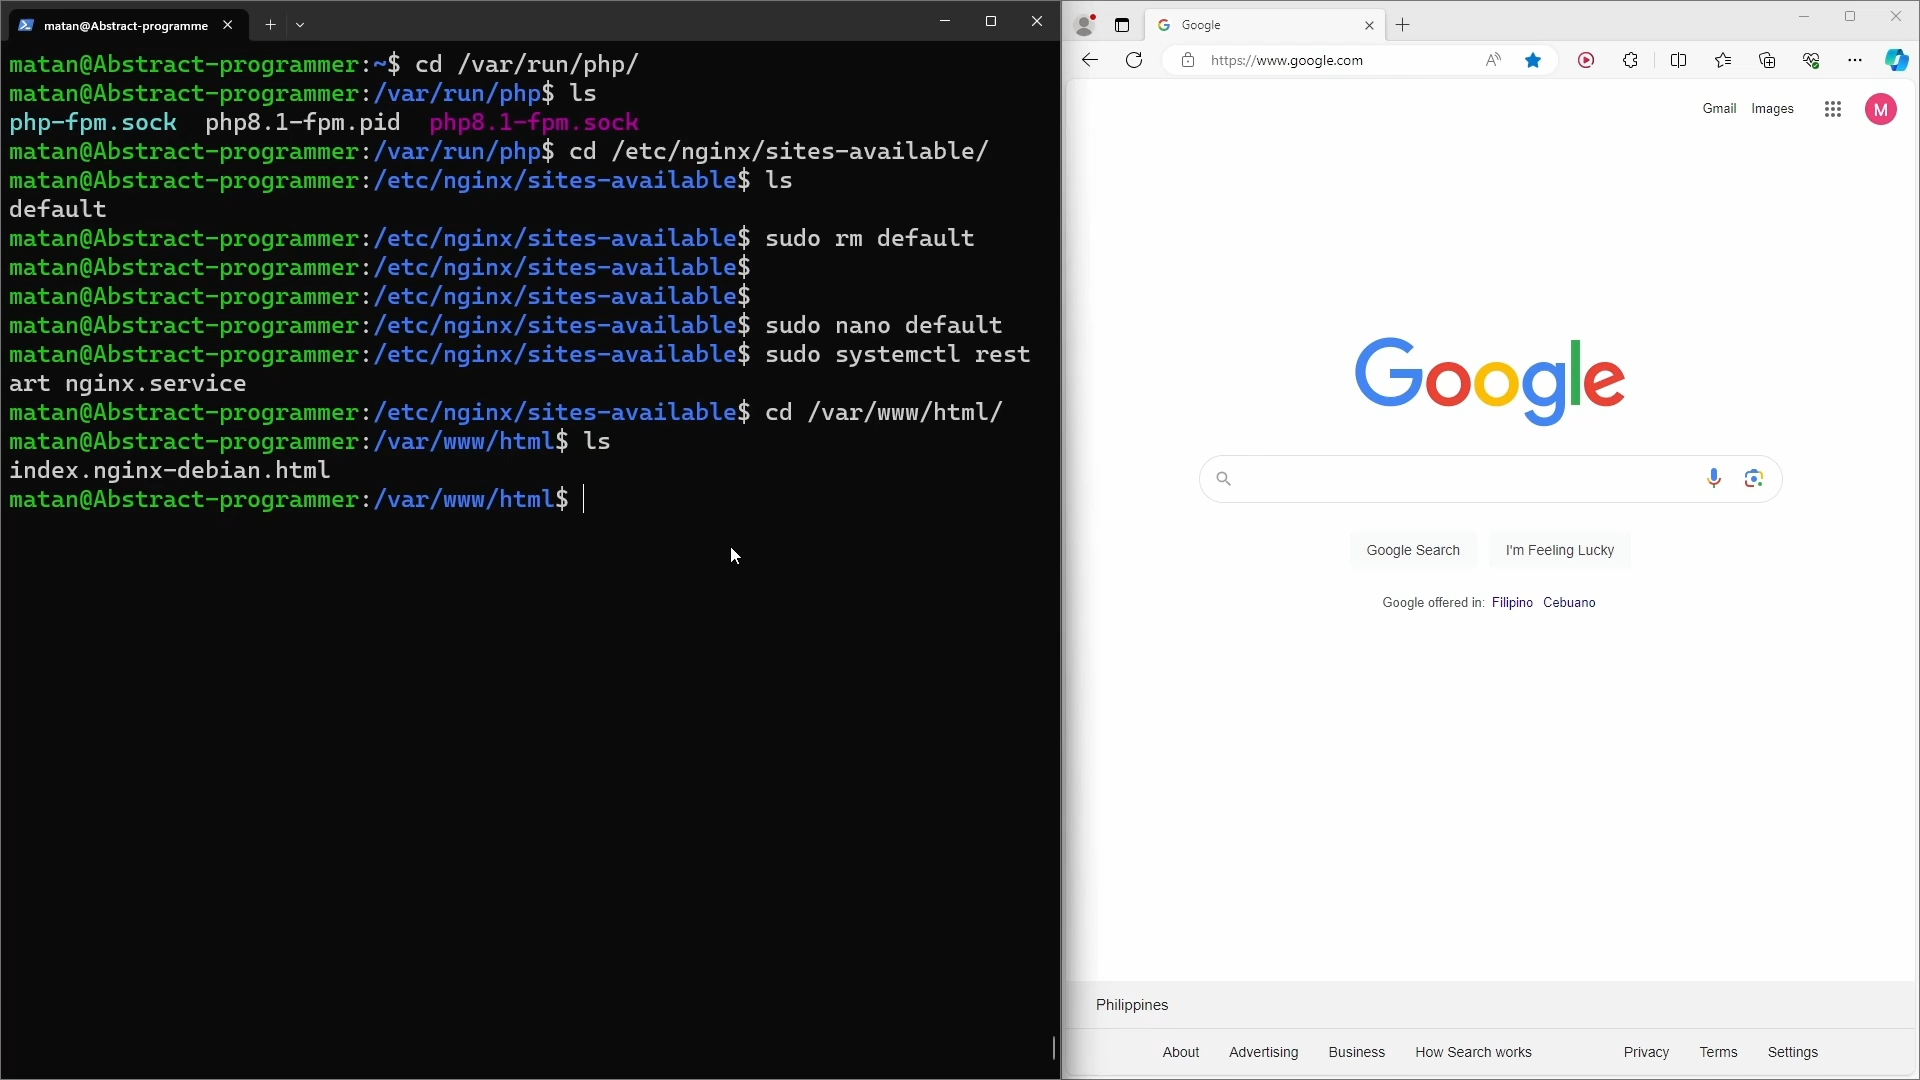 matan@Abstract-programme
matan@Abstract-programmer:~$ cd /var/run/php/
matan@Abstract-programmer:/var/run/php$ ls
php-fpm.sock  php8.1-fpm.pid  php8.1-fpm.sock
matan@Abstract-programmer:/var/run/php$ cd /etc/nginx/sites-available/
matan@Abstract-programmer:/etc/nginx/sites-available$ ls
default
matan@Abstract-programmer:/etc/nginx/sites-available$ sudo rm default
matan@Abstract-programmer:/etc/nginx/sites-available$
matan@Abstract-programmer:/etc/nginx/sites-available$
matan@Abstract-programmer:/etc/nginx/sites-available$ sudo nano default
matan@Abstract-programmer:/etc/nginx/sites-available$ sudo systemctl rest
art nginx.service
matan@Abstract-programmer:/etc/nginx/sites-available$ cd /var/www/html/
matan@Abstract-programmer:/var/www/html$ ls
index.nginx-debian.html
matan@Abstract-programmer:/var/www/html$
Google
https://www.google.com
Gmail Images M
Google
Google Search I'm Feeling Lucky
Google offered in: Filipino Cebuano
Philippines
About Advertising Business How Search works Privacy Terms Settings